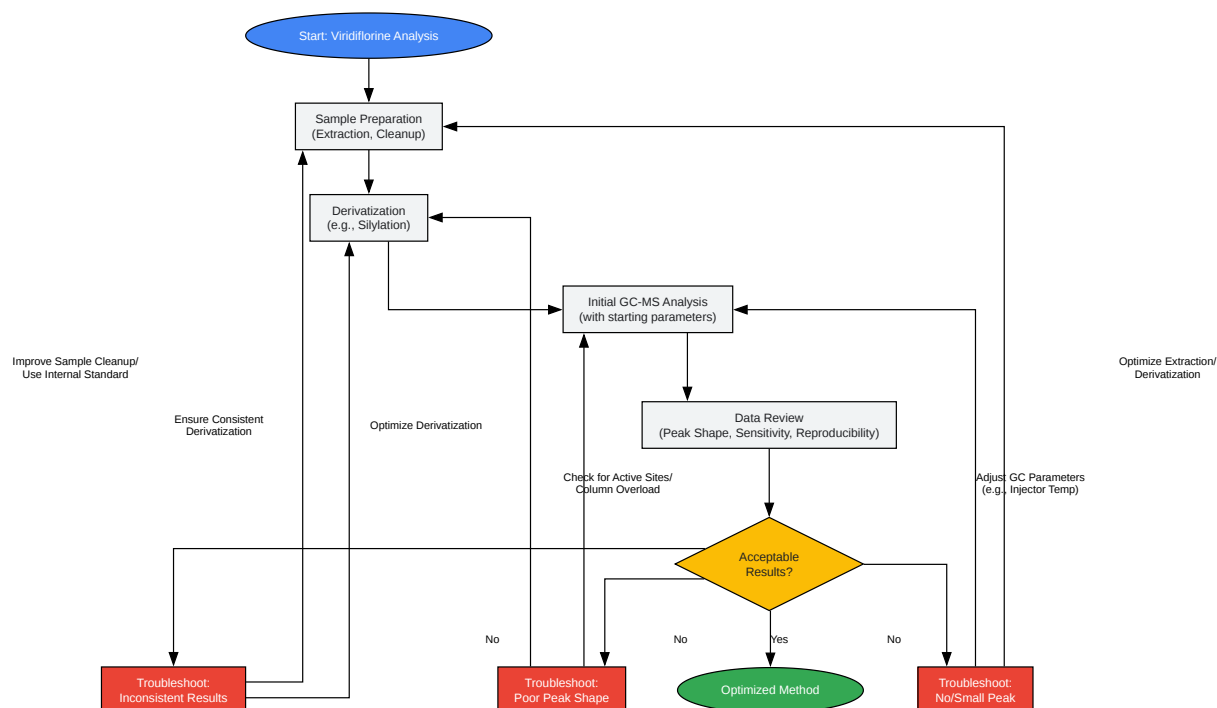 Start: Viridiflorine Analysis
Sample Preparation
(Extraction, Cleanup)
Derivatization
(e.g., Silylation)
Initial GC-MS Analysis
(with starting parameters)
Improve Sample Cleanup/
Use Internal Standard
Optimize Extraction/
Derivatization
Ensure Consistent
Derivatization
Optimize Derivatization
Data Review
(Peak Shape, Sensitivity, Reproducibility)
Check for Active Sites/
Column Overload
Adjust GC Parameters
(e.g., Injector Temp)
Acceptable
Results?
No
No
Yes
No
Troubleshoot:
Inconsistent Results
Troubleshoot:
Poor Peak Shape
Optimized Method
Troubleshoot:
No/Small Peak